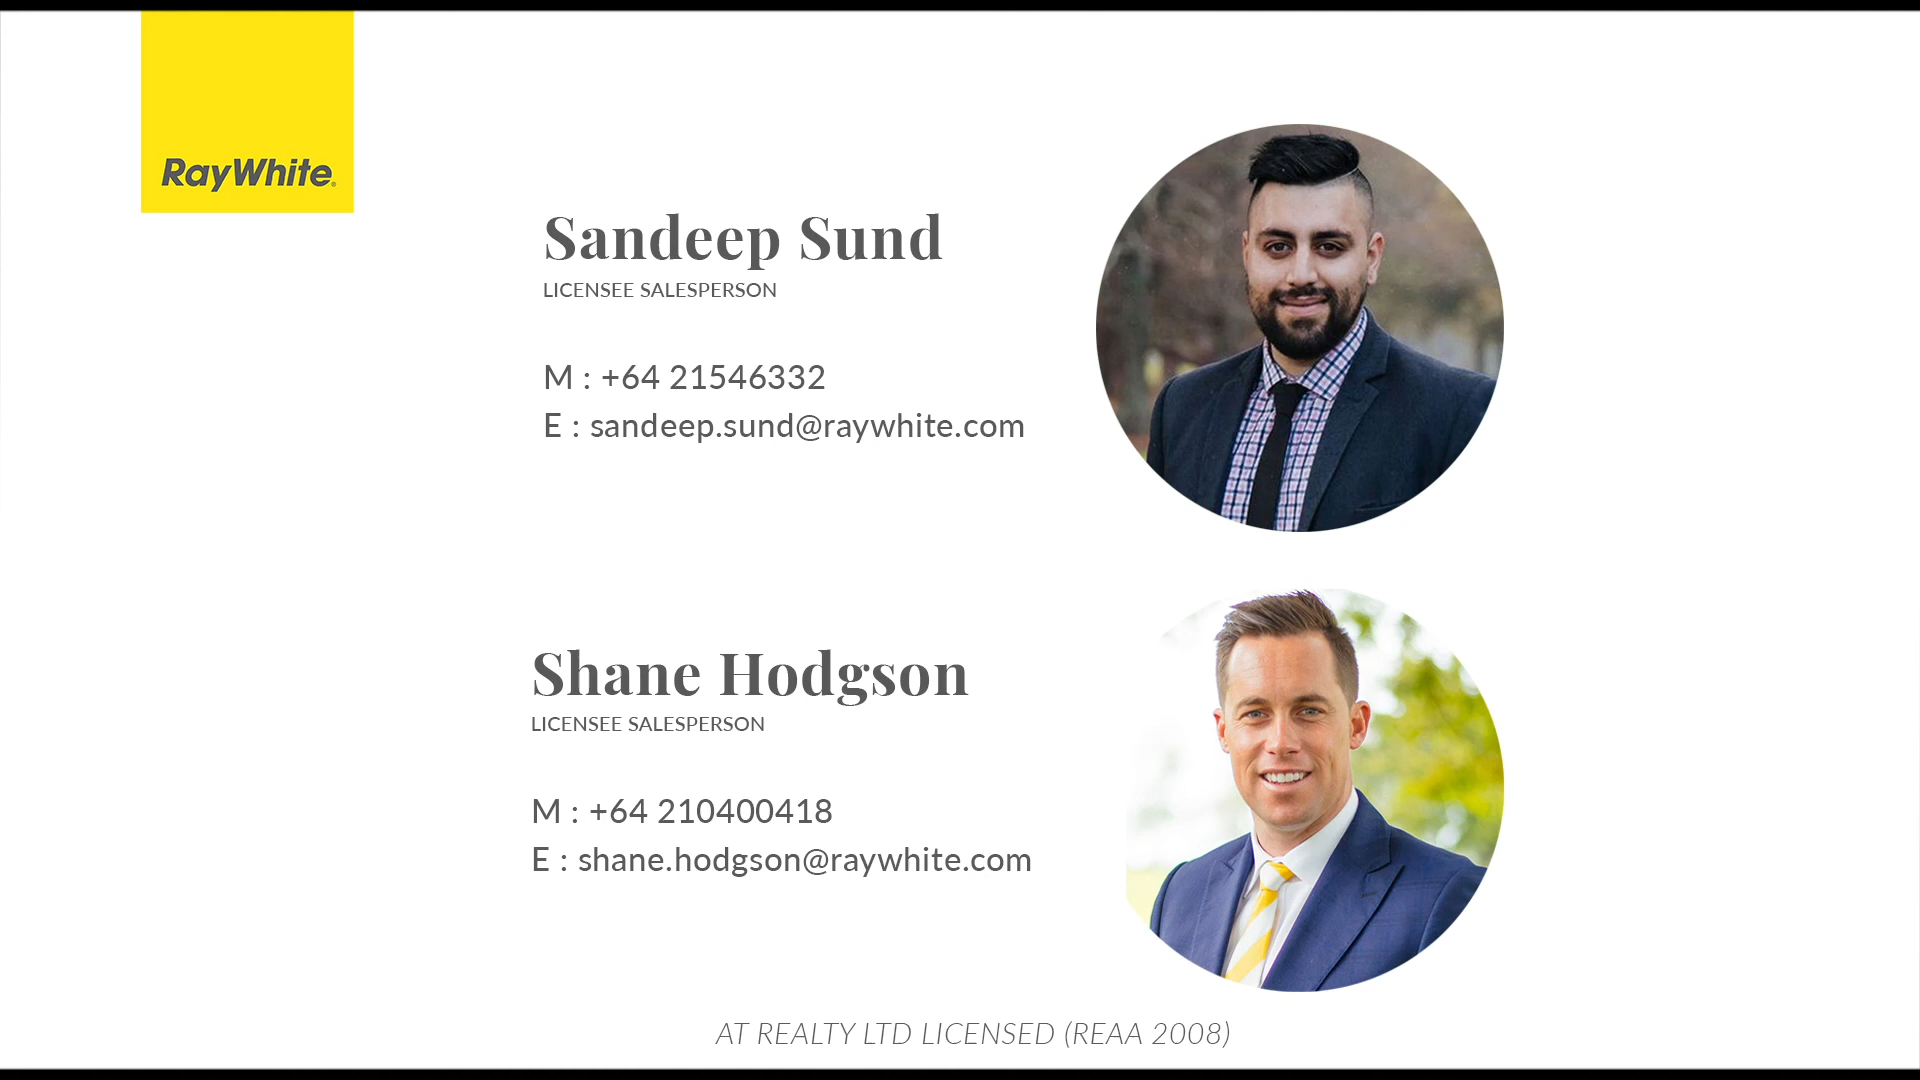 RayWhite
Sandeep Sund
LICENSEE SALESPERSON
M : +64 21546332
E : sandeep.sund@raywhite.com
Shane Hodgson
LICENSEE SALESPERSON
M : +64 210400418
E : shane.hodgson@raywhite.com
AT REALTY LTD LICENSED (REAA 2008)